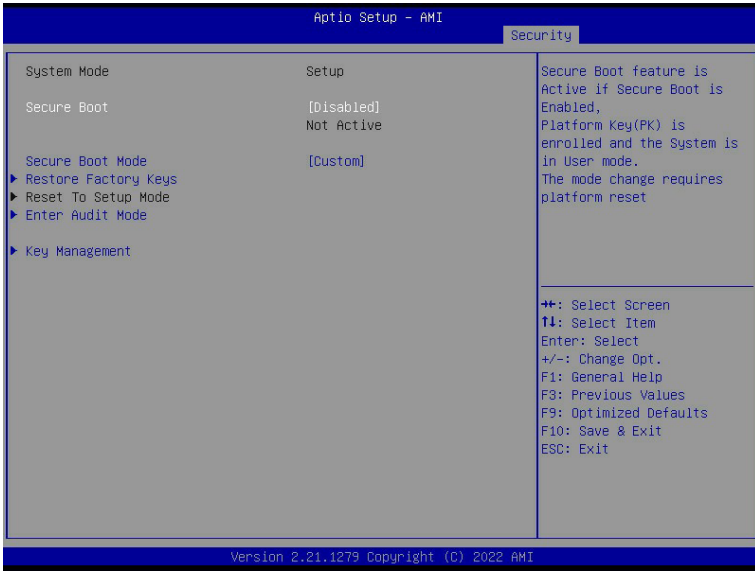 Aptio Setup – AMI
Security
System Mode Setup
Secure Boot [Disabled]
Not Active
Secure Boot Mode [Custom]
▶ Restore Factory Keys
▶ Reset To Setup Mode
▶ Enter Audit Mode
▶ Key Management
Secure Boot feature is
Active if Secure Boot is
Enabled,
Platform Key(PK) is
enrolled and the System is
in User mode.
The mode change requires
platform reset
→←: Select Screen
↑↓: Select Item
Enter: Select
+/-: Change Opt.
F1: General Help
F3: Previous Values
F9: Optimized Defaults
F10: Save & Exit
ESC: Exit
Version 2.21.1279 Copyright (C) 2022 AMI